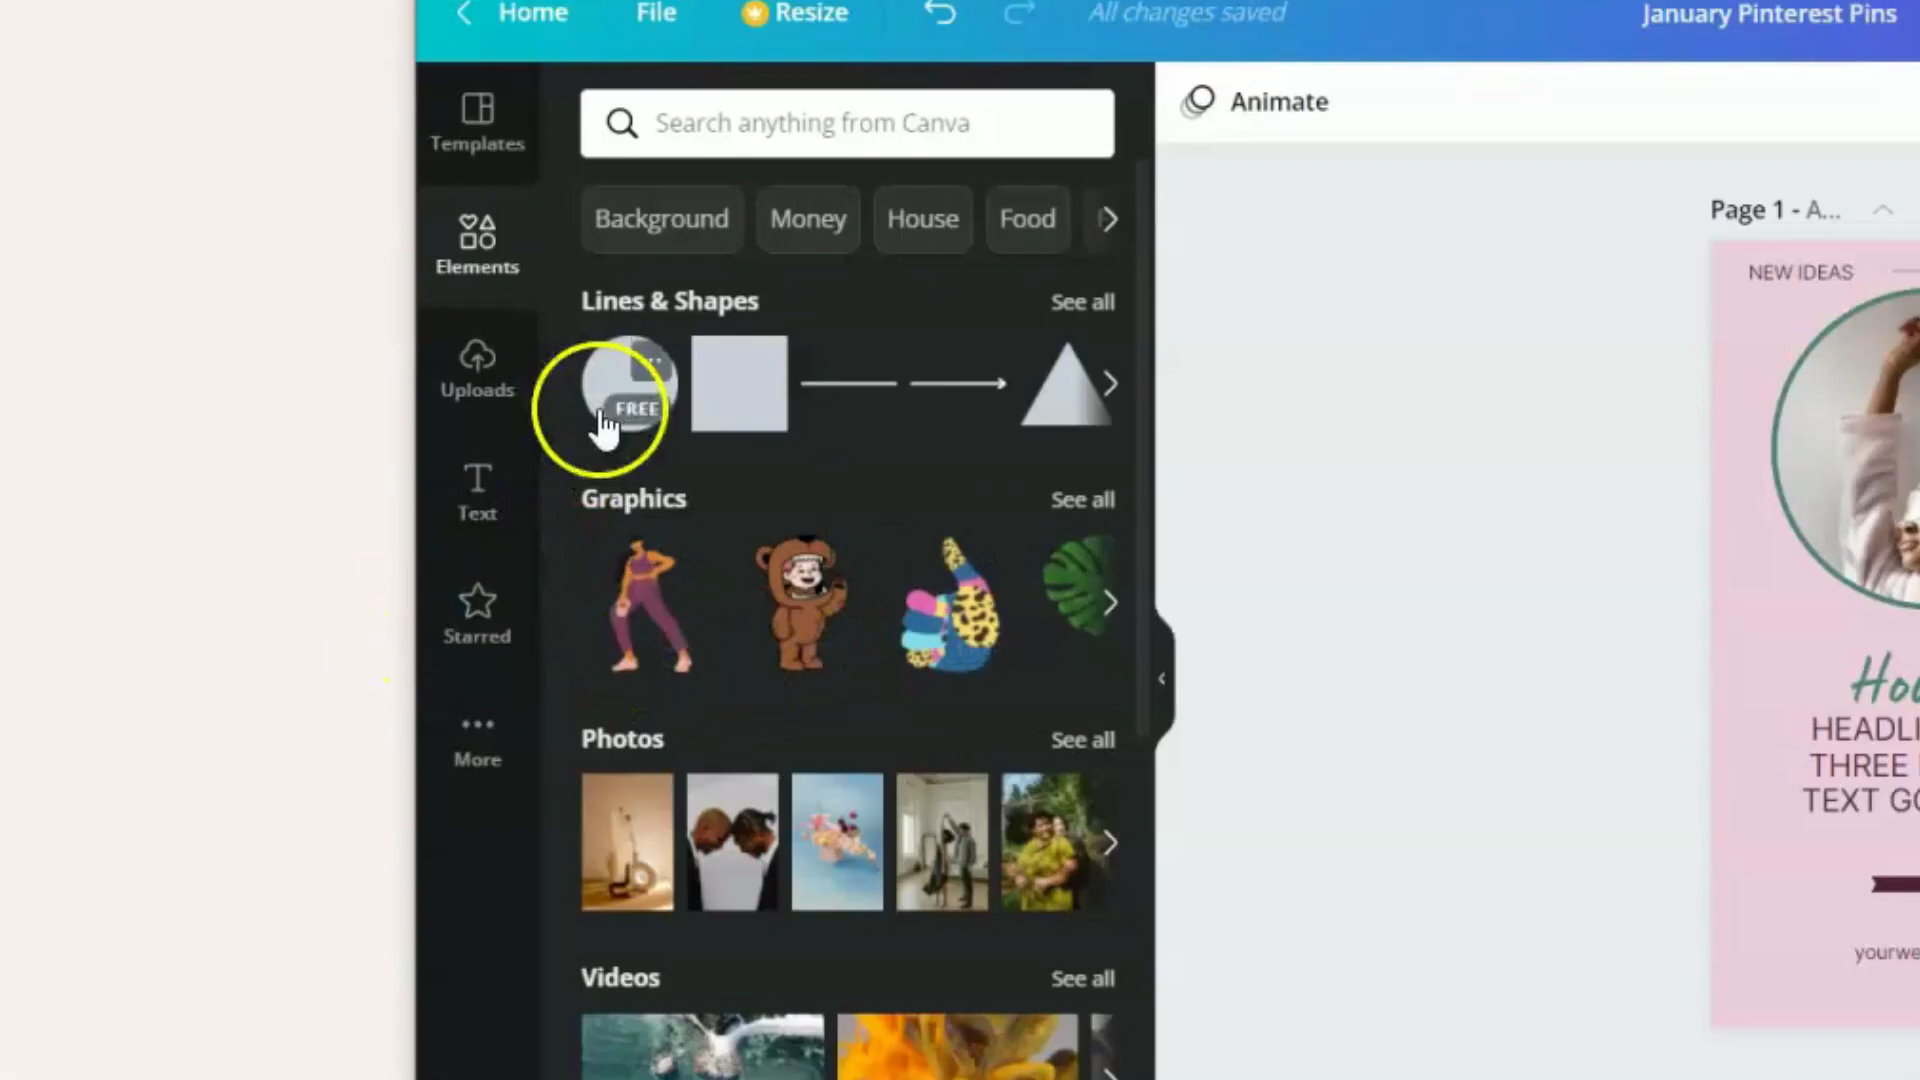 Home File Resize All changes saved January Pinterest Pins
Templates
Elements
Uploads
Text
Starred
More
Search anything from Canva
Background Money House Food
Lines & Shapes See all
FREE
Graphics See all
Photos See all
Videos See all
Animate
Page 1 - A...
NEW IDEAS
HEADLI
THREE
TEXT GO
yourwe